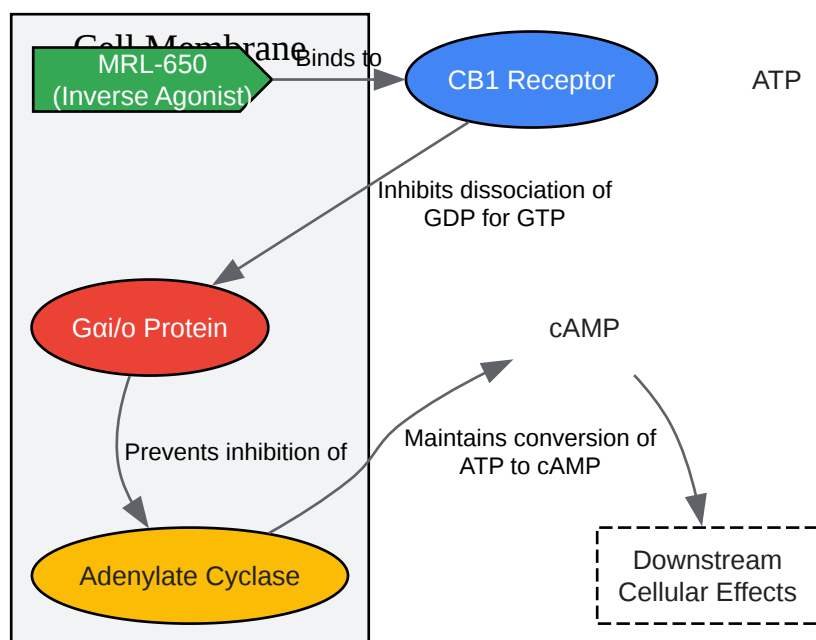 Cell Membrane
MRL-650
(Inverse Agonist)
Binds to
CB1 Receptor
ATP
Inhibits dissociation of
GDP for GTP
Gαi/o Protein
cAMP
Prevents inhibition of
Maintains conversion of
ATP to cAMP
Adenylate Cyclase
Downstream
Cellular Effects